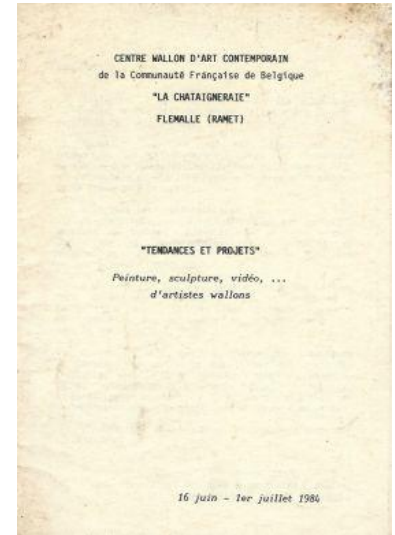 CENTRE WALLON D'ART CONTEMPORAIN
de la Communauté Française de Belgique
"LA CHATAIGNERAIE"
FLEMALLE (RAMET)
"TENDANCES ET PROJETS"
Peinture, sculpture, vidéo, ...
d'artistes wallons
16 juin - 1er juillet 1984